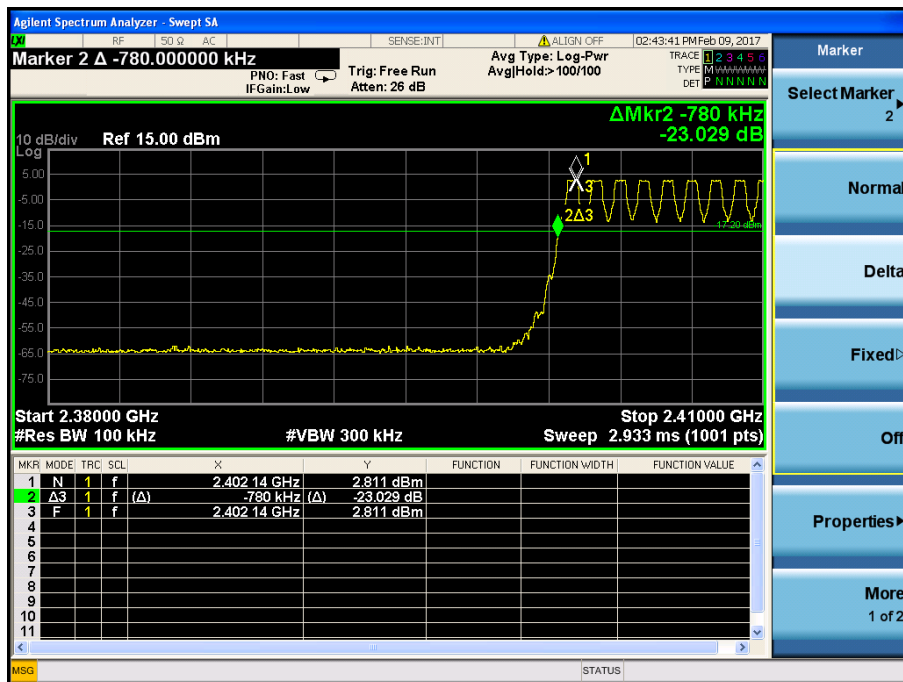 Agilent Spectrum Analyzer - Swept SA
LXI RF 50 Ω AC SENSE:INT ALIGN OFF 02:43:41 PM Feb 09, 2017
Marker 2 Δ -780.000000 kHz
PNO: Fast
IFGain:Low
Trig: Free Run
Atten: 26 dB
Avg Type: Log-Pwr
Avg|Hold:>100/100
TRACE 1 2 3 4 5 6
TYPE M WWWWW
DET P N N N N N
ΔMkr2 -780 kHz
-23.029 dB
10 dB/div Ref 15.00 dBm
Log
5.00
-5.00
-15.0
-25.0
-35.0
-45.0
-55.0
-65.0
-75.0
1
3
2Δ3
-17.20 dBm
Start 2.38000 GHz Stop 2.41000 GHz
#Res BW 100 kHz #VBW 300 kHz Sweep 2.933 ms (1001 pts)
MKR MODE TRC SCL X Y FUNCTION FUNCTION WIDTH FUNCTION VALUE
1 N 1 f 2.402 14 GHz 2.811 dBm
2 Δ3 1 f (Δ) -780 kHz (Δ) -23.029 dB
3 F 1 f 2.402 14 GHz 2.811 dBm
4
5
6
7
8
9
10
11
MSG STATUS
Marker
Select Marker
2
Normal
Delta
Fixed
Off
Properties
More
1 of 2